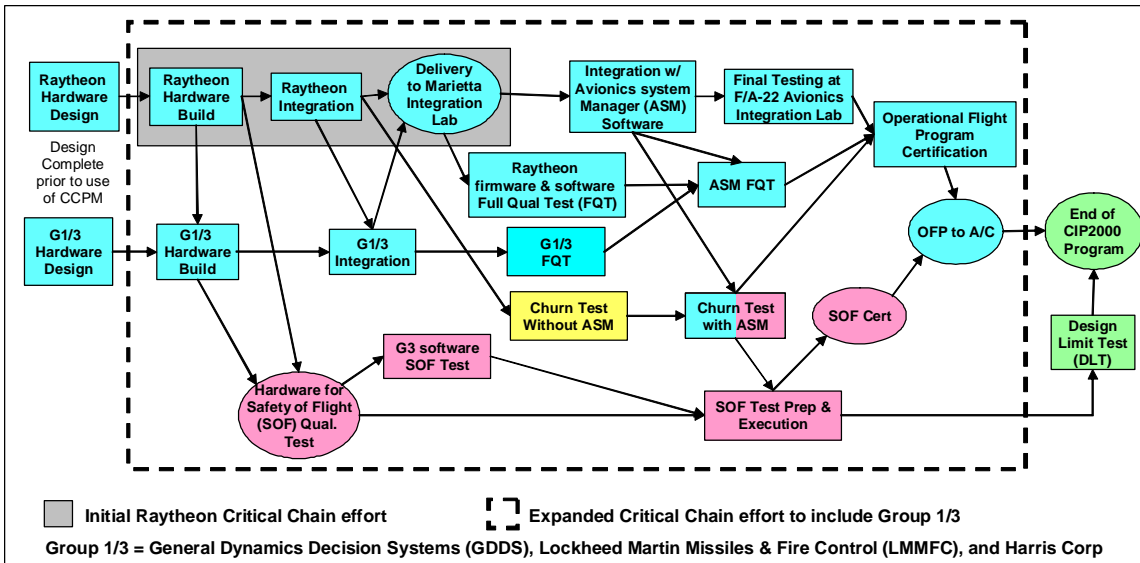 Raytheon
Hardware
Design
Raytheon
Hardware
Build
Raytheon
Integration
Delivery
to Marietta
Integration
Lab
Integration w/
Avionics system
Manager (ASM)
Software
Final Testing at
F/A-22 Avionics
Integration Lab
Operational Flight
Program
Certification
Design
Complete
prior to use
of CCPM
Raytheon
firmware & software
Full Qual Test (FQT)
ASM FQT
G1/3
Hardware
Design
G1/3
Hardware
Build
G1/3
Integration
G1/3
FQT
OFP to A/C
End of
CIP2000
Program
Churn Test
Without ASM
Churn Test
with ASM
SOF Cert
Design
Limit Test
(DLT)
G3 software
SOF Test
Hardware for
Safety of Flight
(SOF) Qual.
Test
SOF Test Prep &
Execution
Initial Raytheon Critical Chain effort
Expanded Critical Chain effort to include Group 1/3
Group 1/3 = General Dynamics Decision Systems (GDDS), Lockheed Martin Missiles & Fire Control (LMMFC), and Harris Corp